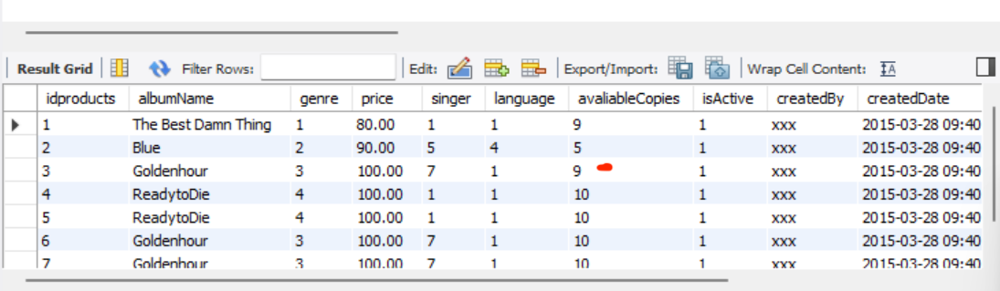 Result Grid Filter Rows: Edit: Export/Import: Wrap Cell Content: IA
idproducts albumName genre price singer language avaliableCopies isActive createdBy createdDate
1 The Best Damn Thing 1 80.00 1 1 9 1 xxx 2015-03-28 09:40
2 Blue 2 90.00 5 4 5 1 xxx 2015-03-28 09:40
3 Goldenhour 3 100.00 7 1 9 1 xxx 2015-03-28 09:40
4 ReadytoDie 4 100.00 1 1 10 1 xxx 2015-03-28 09:40
5 ReadytoDie 4 100.00 1 1 10 1 xxx 2015-03-28 09:40
6 Goldenhour 3 100.00 7 1 10 1 xxx 2015-03-28 09:40
7 Goldenhour 3 100.00 7 1 10 1 xxx 2015-03-28 09:40